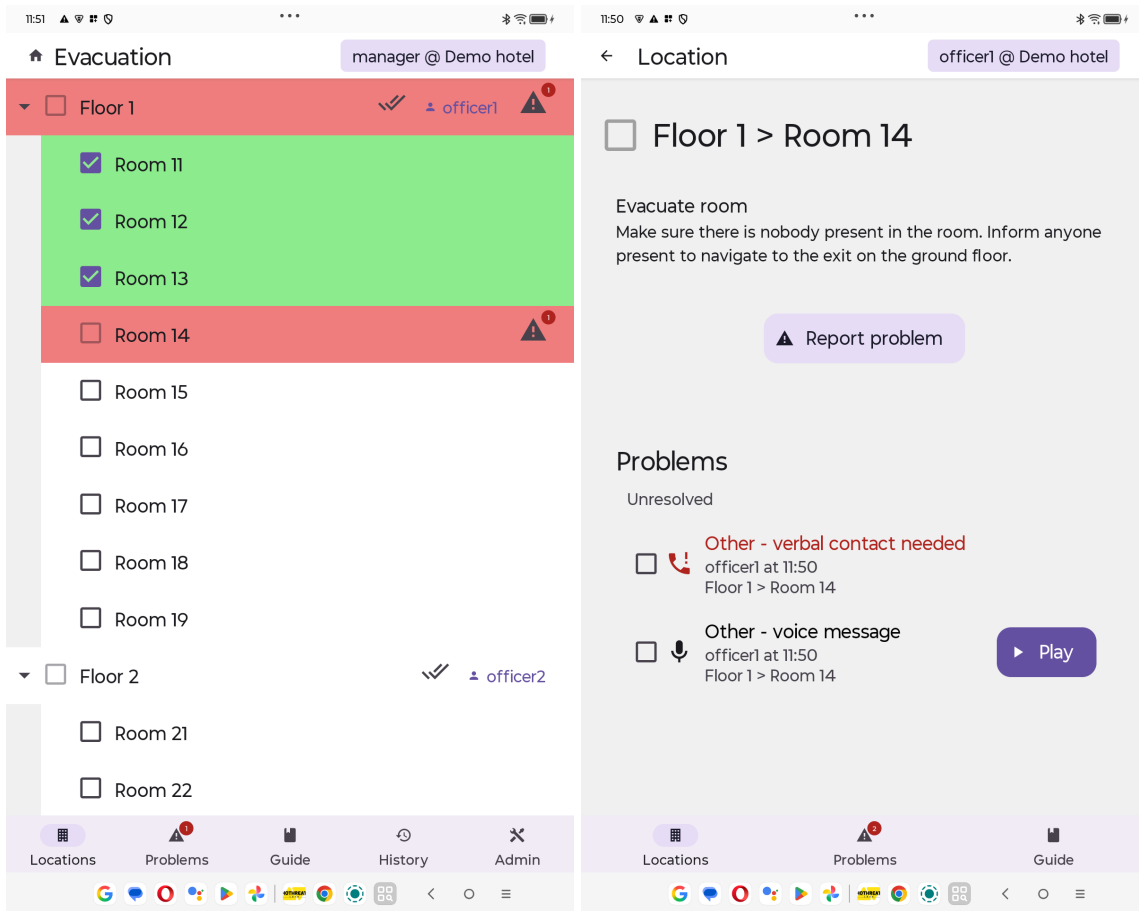 11:51
Evacuation
manager @ Demo hotel
Floor 1
officer1
1
Room 11
Room 12
Room 13
Room 14
1
Room 15
Room 16
Room 17
Room 18
Room 19
Floor 2
officer2
Room 21
Room 22
1
Locations
Problems
Guide
History
Admin
11:50
Location
officer1 @ Demo hotel
Floor 1 > Room 14
Evacuate room
Make sure there is nobody present in the room. Inform anyone
present to navigate to the exit on the ground floor.
Report problem
Problems
Unresolved
Other - verbal contact needed
officer1 at 11:50
Floor 1 > Room 14
Other - voice message
officer1 at 11:50
Floor 1 > Room 14
Play
2
Locations
Problems
Guide